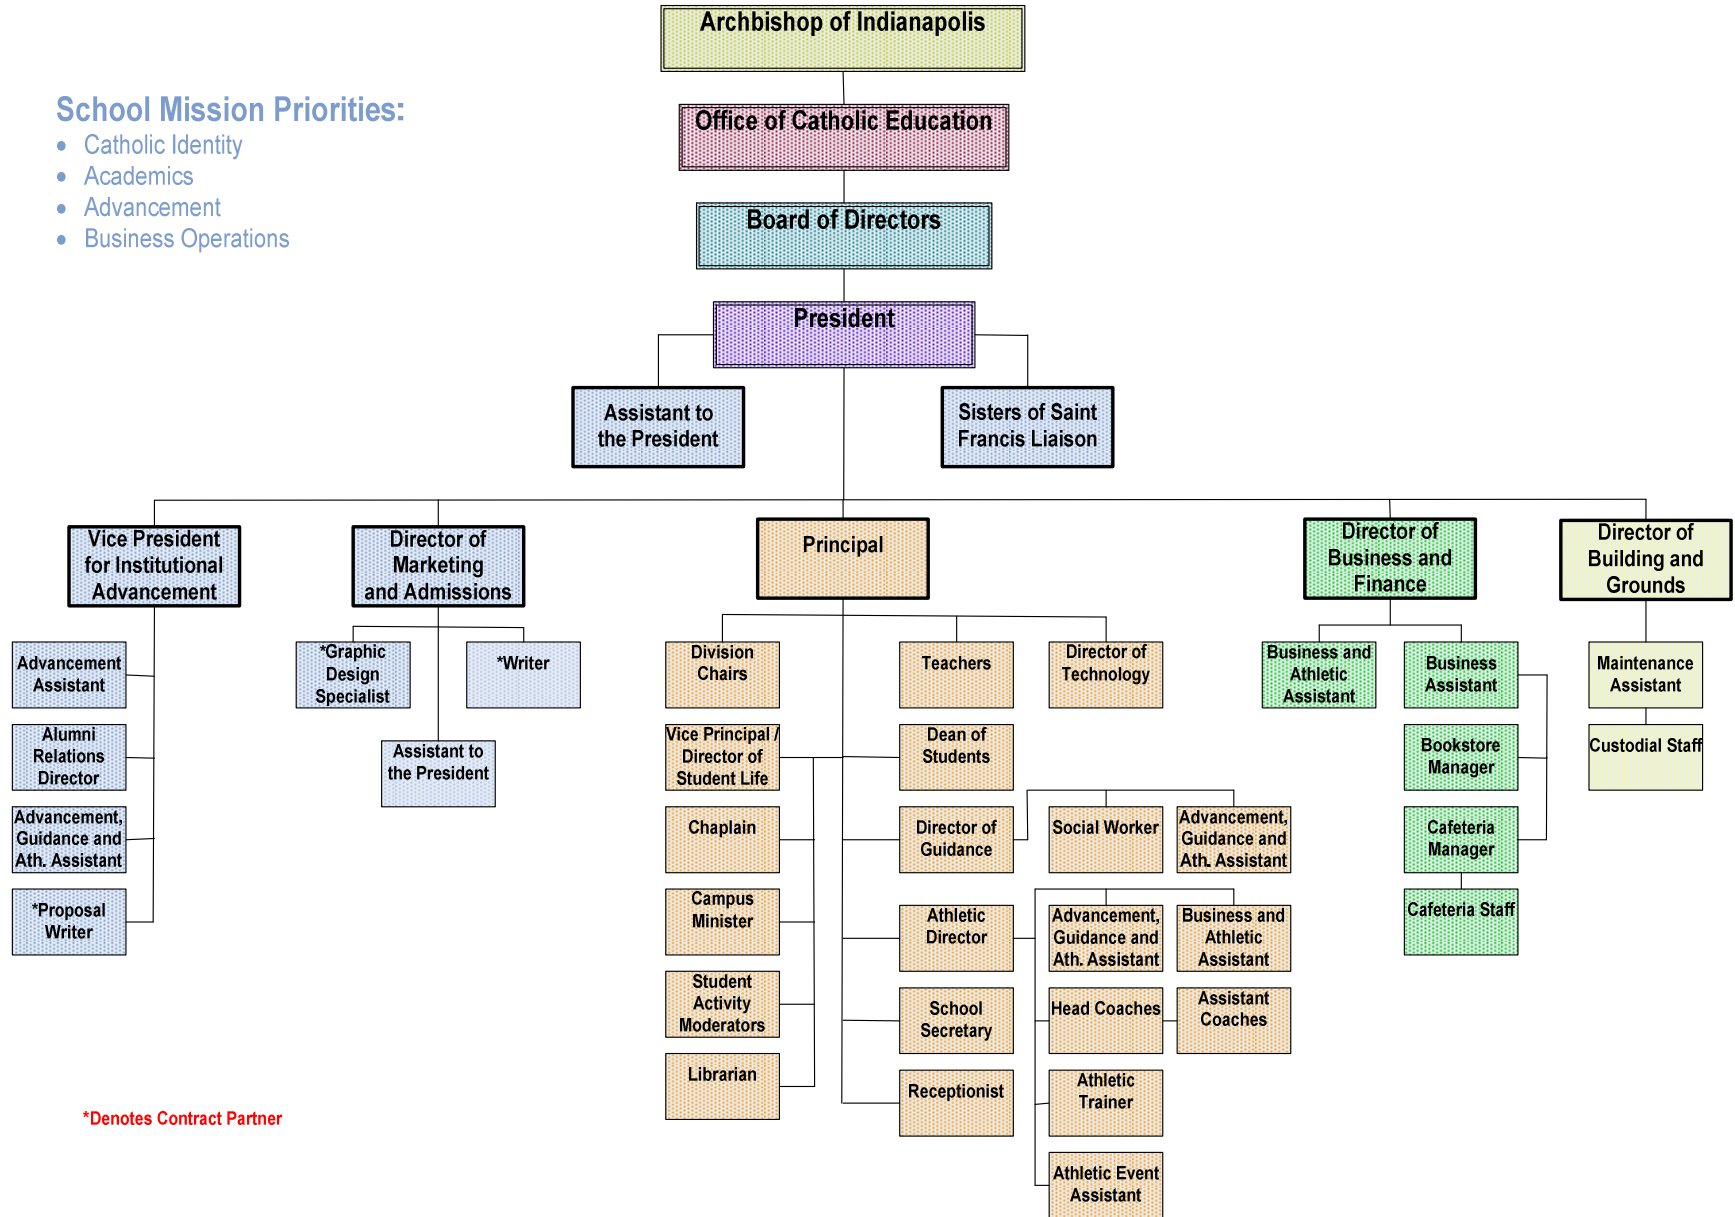 Archbishop of Indianapolis
School Mission Priorities:
• Catholic Identity
• Academics
• Advancement
• Business Operations
Office of Catholic Education
Board of Directors
President
Assistant to
the President
Sisters of Saint
Francis Liaison
Vice President
for Institutional
Advancement
Director of
Marketing
and Admissions
Principal
Director of
Business and
Finance
Director of
Building and
Grounds
Advancement
Assistant
Alumni
Relations
Director
Advancement,
Guidance and
Ath. Assistant
*Proposal
Writer
*Graphic
Design
Specialist
*Writer
Assistant to
the President
Division
Chairs
Teachers
Director of
Technology
Vice Principal /
Director of
Student Life
Dean of
Students
Chaplain
Director of
Guidance
Social Worker
Advancement,
Guidance and
Ath. Assistant
Campus
Minister
Athletic
Director
Advancement,
Guidance and
Ath. Assistant
Business and
Athletic
Assistant
Student
Activity
Moderators
School
Secretary
Head Coaches
Assistant
Coaches
Librarian
Receptionist
Athletic
Trainer
Athletic Event
Assistant
Business and
Athletic
Assistant
Business
Assistant
Bookstore
Manager
Cafeteria
Manager
Cafeteria Staff
Maintenance
Assistant
Custodial Staff
*Denotes Contract Partner